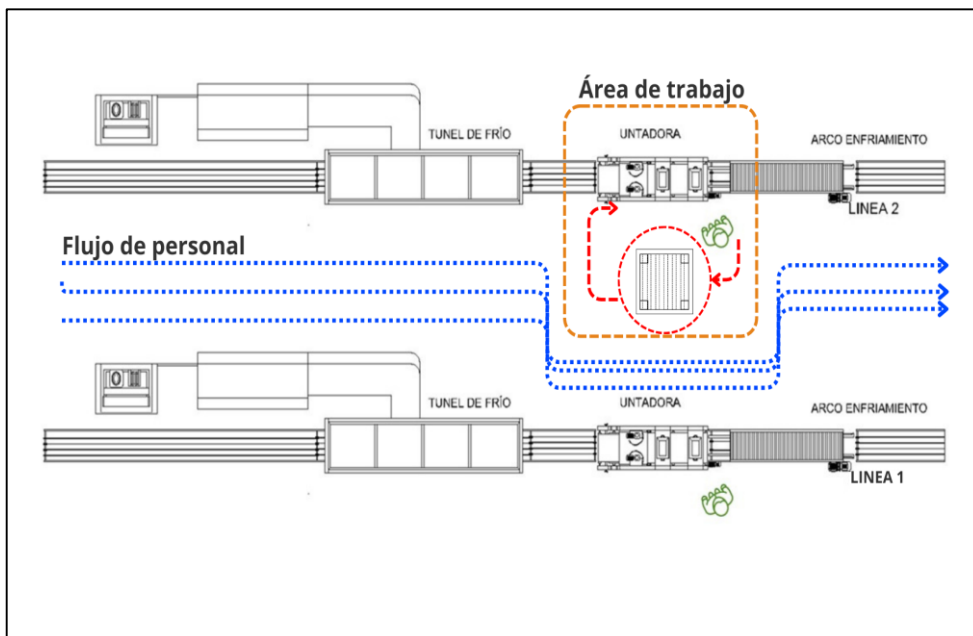 Área de trabajo
TUNEL DE FRÍO
UNTADORA
ARCO ENFRIAMIENTO
LINEA 2
Flujo de personal
TUNEL DE FRÍO
UNTADORA
ARCO ENFRIAMIENTO
LINEA 1